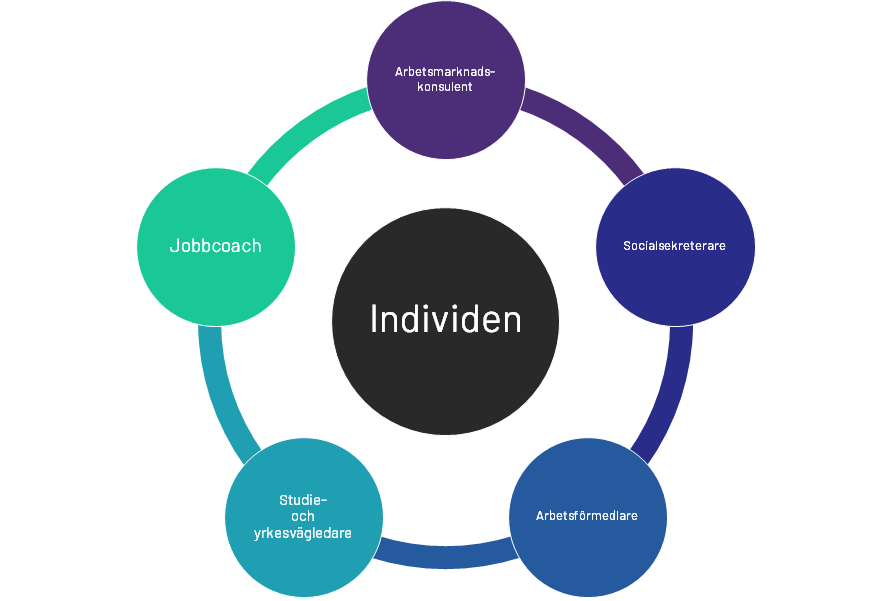 Arbetsmarknads-
konsulent
Jobbcoach
Socialsekreterare
Individen
Studie-
och
yrkesvägledare
Arbetsförmedlare